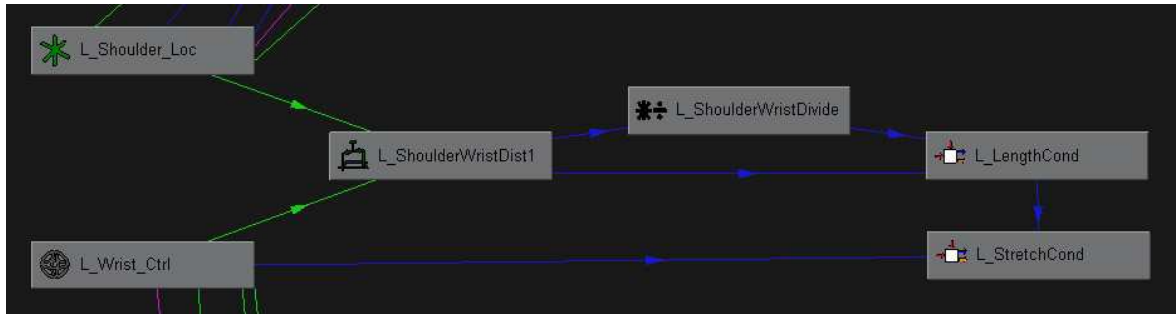 L_Shoulder_Loc
L_ShoulderWristDivide
L_ShoulderWristDist1
L_LengthCond
L_Wrist_Ctrl
L_StretchCond